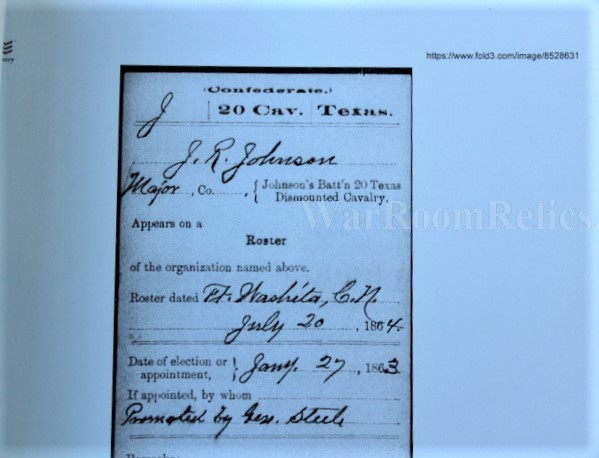 https://www.fold3.com/image/8528631
(Confederate.)
J 20 Cav. Texas.
J. R. Johnson
Major, Co. { Johnson's Batt'n 20 Texas
Dismounted Cavalry.
WarRoomRelics.
Appears on a
Roster
of the organization named above.
Roster dated Ft. Washita, C.N.
July 20, 1864
Date of election or
appointment, } Jany. 27, 1863
If appointed, by whom
Promoted by Gen. Steele